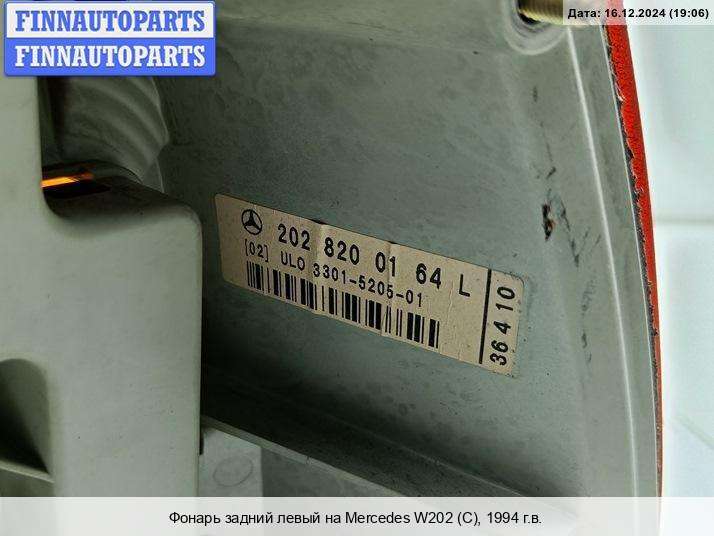 FINNAUTOPARTS
FINNAUTOPARTS
Дата: 16.12.2024 (19:06)
202 820 01 64 L
[02] ULO 3301-5205-01
36410
Фонарь задний левый на Mercedes W202 (C), 1994 г.в.